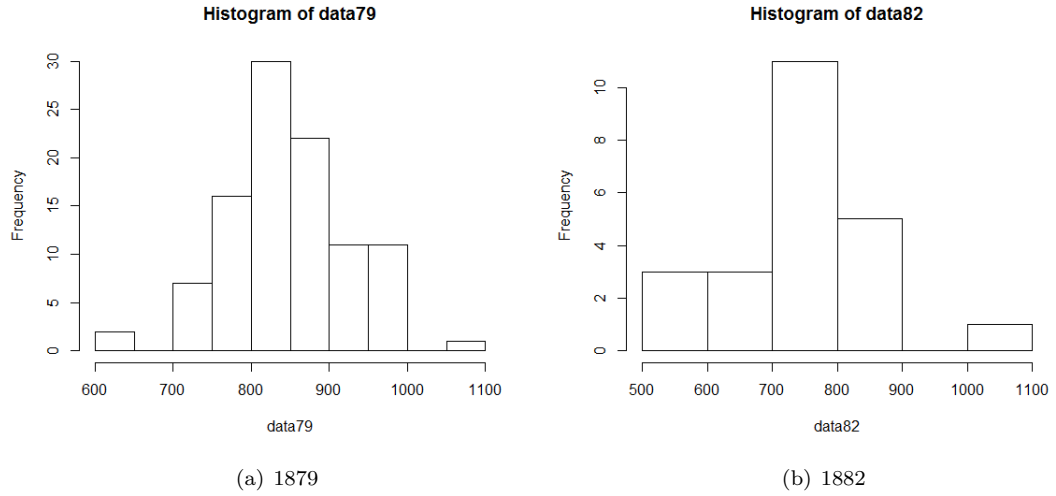 Histogram of data79
Frequency
0
5
10
15
20
25
30
600 700 800 900 1000 1100
data79
(a) 1879
Histogram of data82
Frequency
0
2
4
6
8
10
500 600 700 800 900 1000 1100
data82
(b) 1882